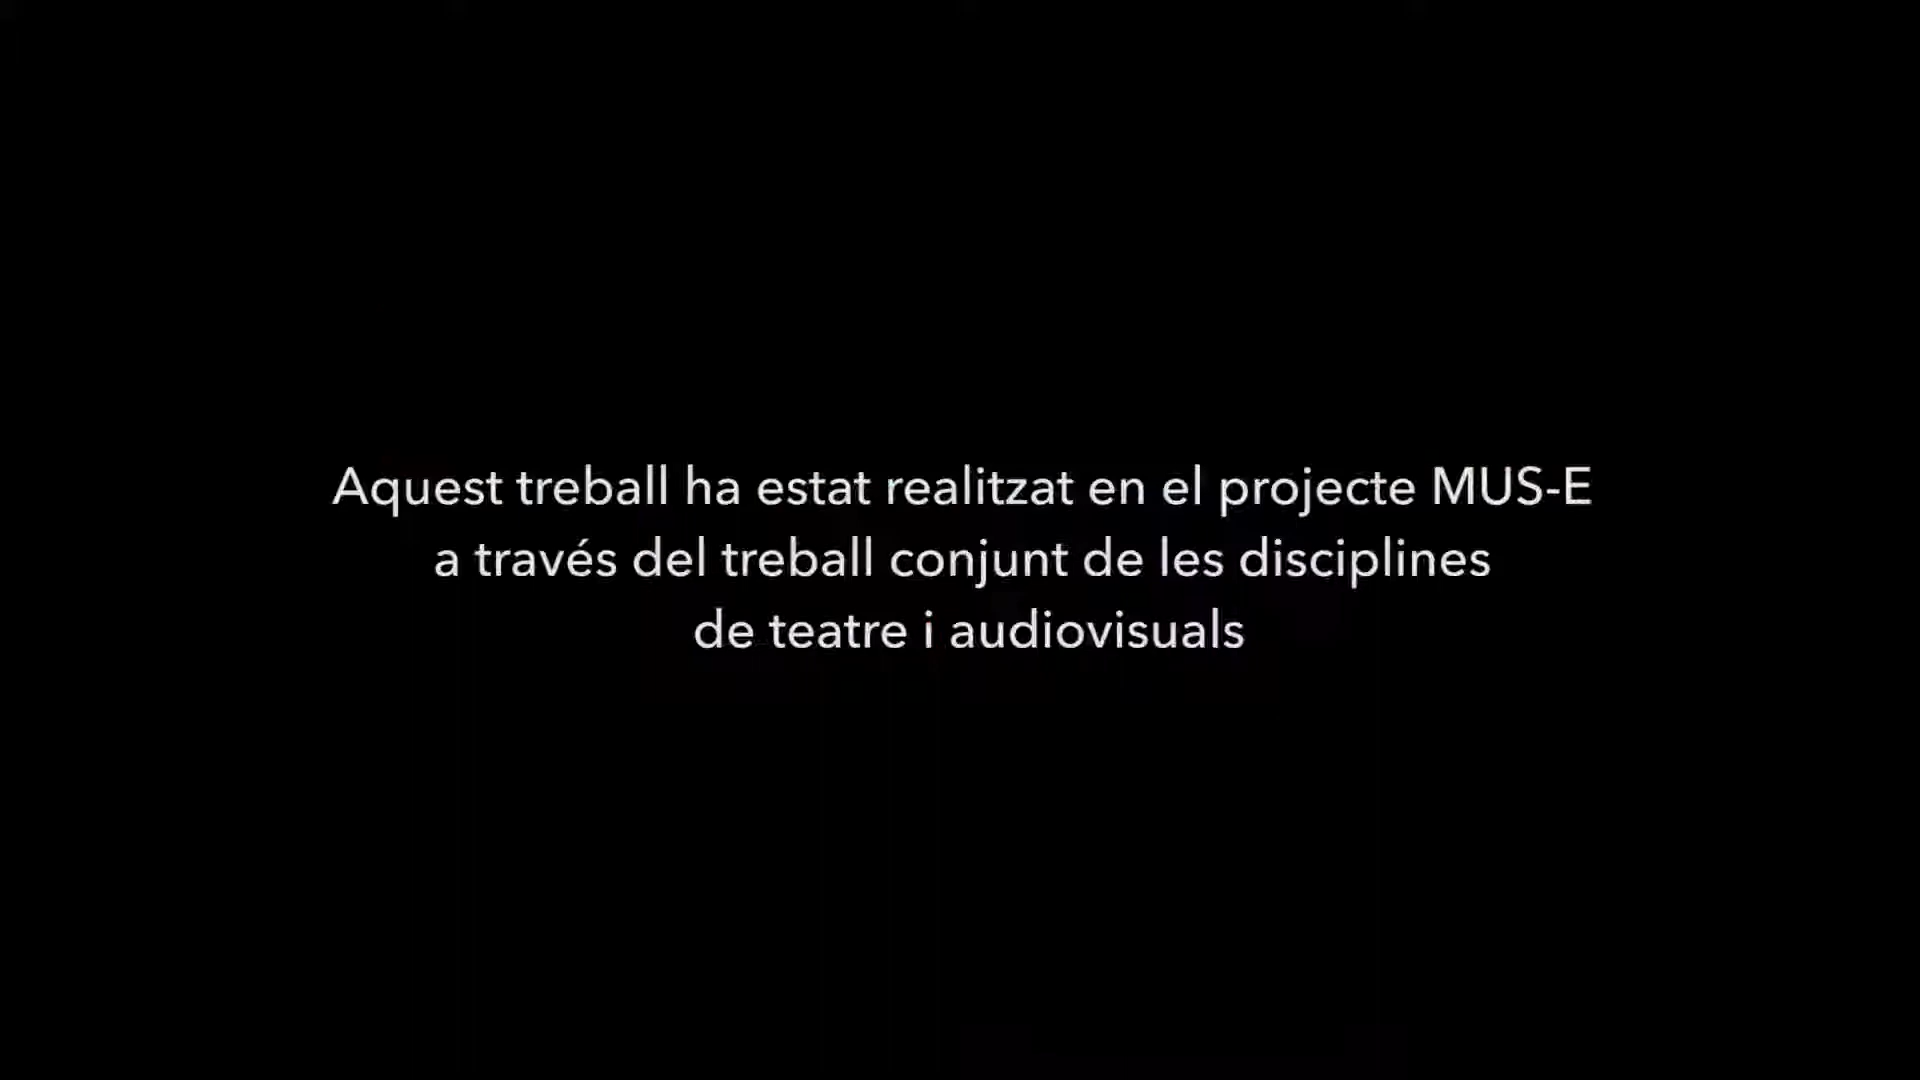 Aquest treball ha estat realitzat en el projecte MUS-E
a través del treball conjunt de les disciplines
de teatre i audiovisuals